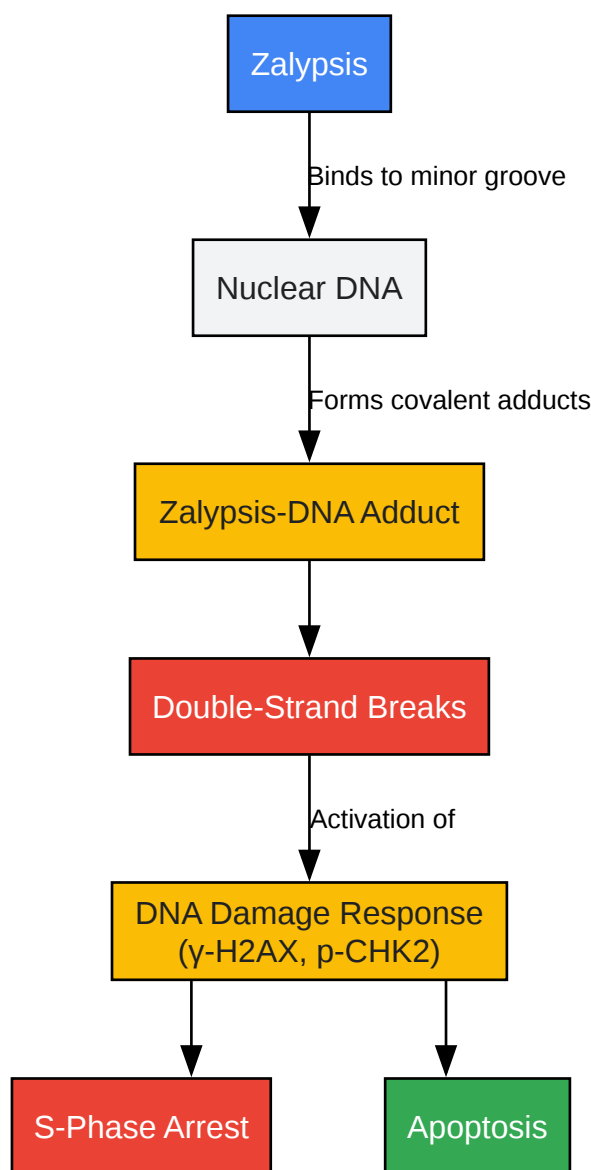 Zalypsis
Binds to minor groove
Nuclear DNA
Forms covalent adducts
Zalypsis-DNA Adduct
Double-Strand Breaks
Activation of
DNA Damage Response
(γ-H2AX, p-CHK2)
S-Phase Arrest
Apoptosis